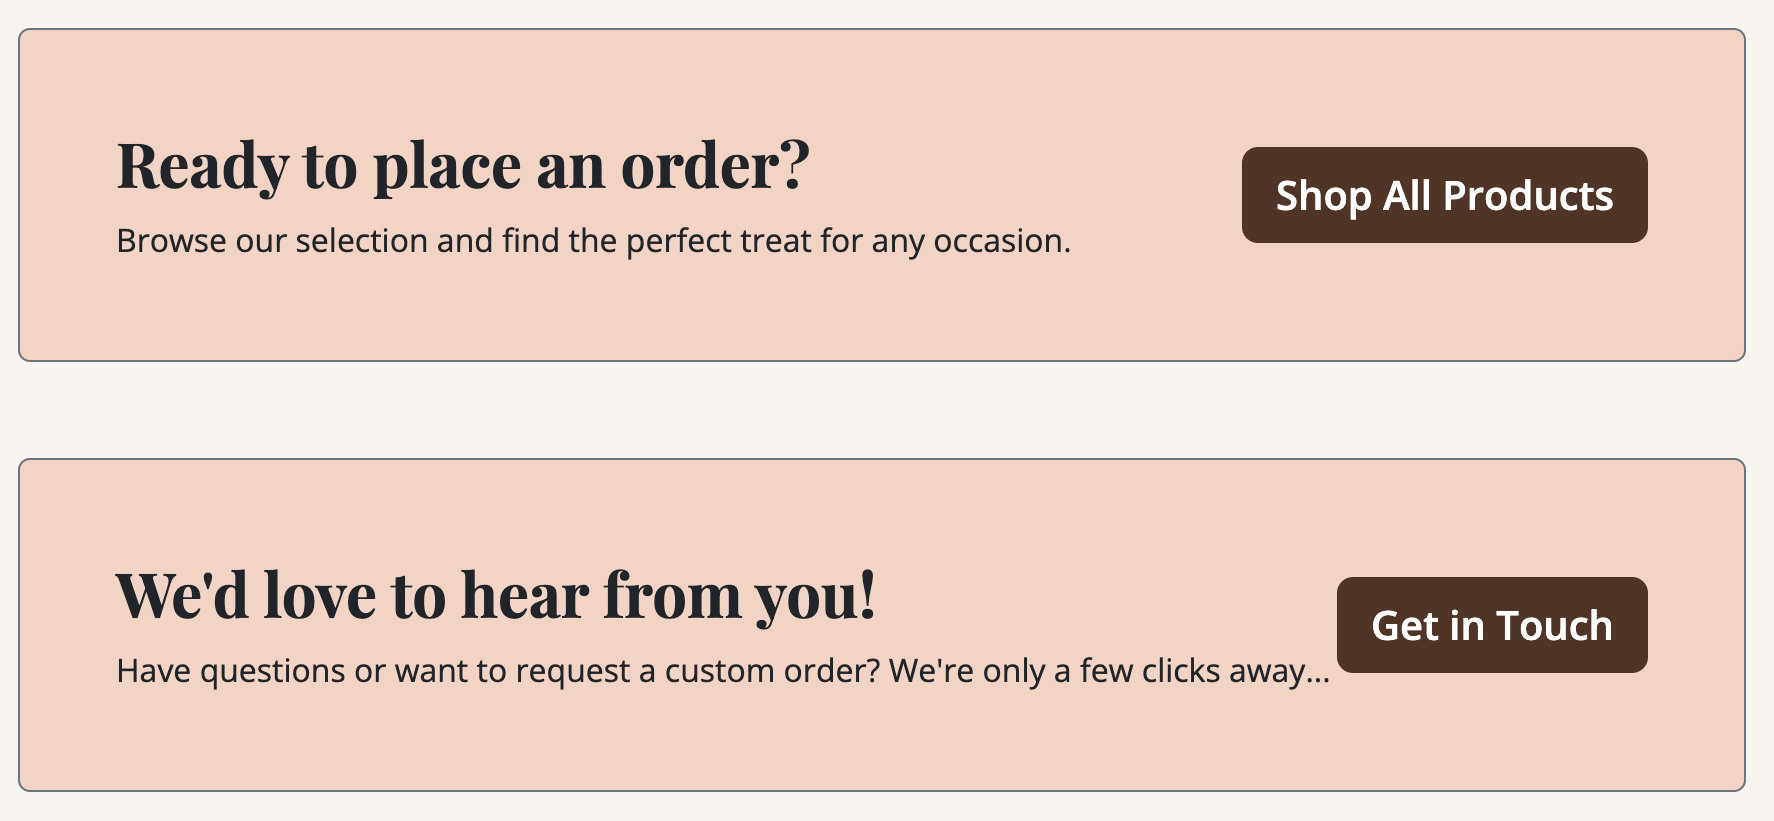 Ready to place an order?
Browse our selection and find the perfect treat for any occasion.
Shop All Products
We'd love to hear from you!
Have questions or want to request a custom order? We're only a few clicks away...
Get in Touch